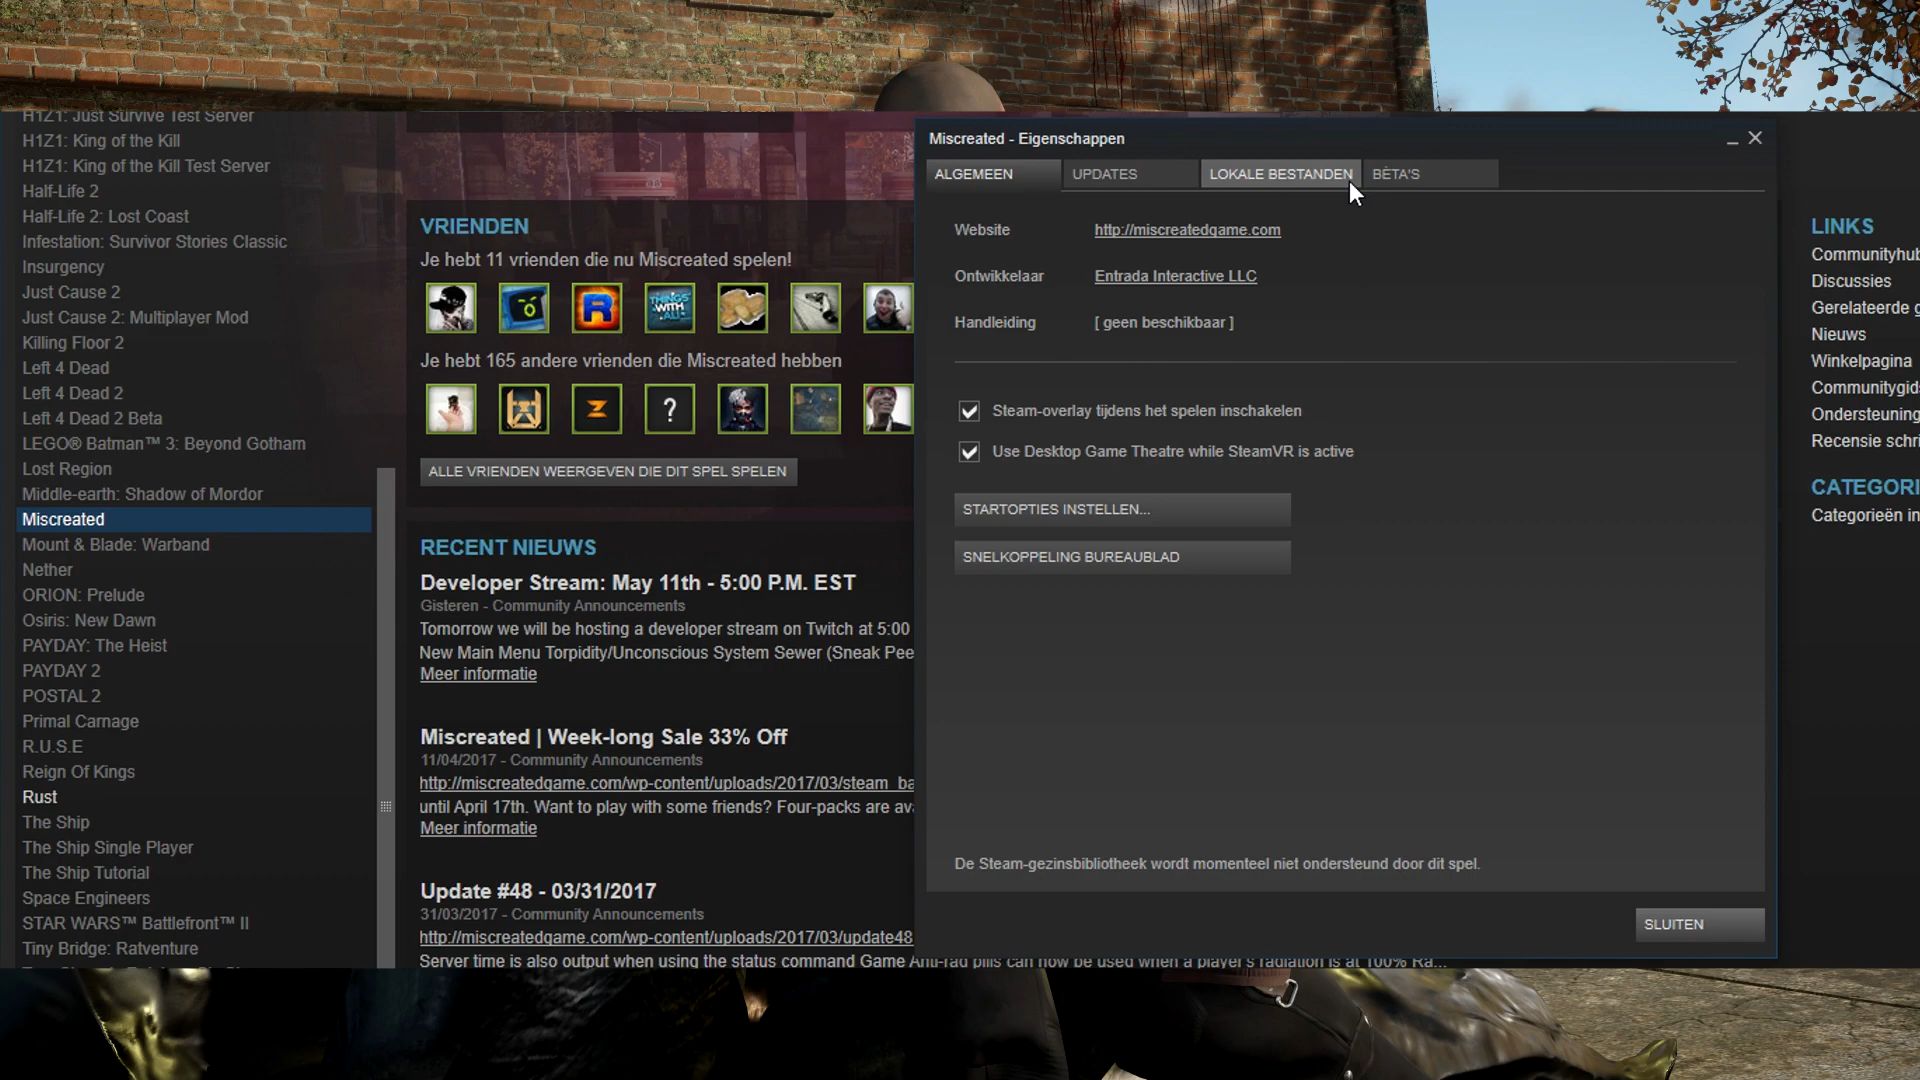 H1Z1: Just Survive Test Server
H1Z1: King of the Kill
H1Z1: King of the Kill Test Server
Half-Life 2
Half-Life 2: Lost Coast
Infestation: Survivor Stories Classic
Insurgency
Just Cause 2
Just Cause 2: Multiplayer Mod
Killing Floor 2
Left 4 Dead
Left 4 Dead 2
Left 4 Dead 2 Beta
LEGO® Batman™ 3: Beyond Gotham
Lost Region
Middle-earth: Shadow of Mordor
Miscreated
Mount & Blade: Warband
Nether
ORION: Prelude
Osiris: New Dawn
PAYDAY: The Heist
PAYDAY 2
POSTAL 2
Primal Carnage
R.U.S.E
Reign Of Kings
Rust
The Ship
The Ship Single Player
The Ship Tutorial
Space Engineers
STAR WARS™ Battlefront™ II
Tiny Bridge: Ratventure
VRIENDEN
Je hebt 11 vrienden die nu Miscreated spelen!
R
THINGS
WITH
ALI
Je hebt 165 andere vrienden die Miscreated hebben
?
ALLE VRIENDEN WEERGEVEN DIE DIT SPEL SPELEN
RECENT NIEUWS
Developer Stream: May 11th - 5:00 P.M. EST
Gisteren - Community Announcements
Tomorrow we will be hosting a developer stream on Twitch at 5:00
New Main Menu Torpidity/Unconscious System Sewer (Sneak Pee
Meer informatie
Miscreated | Week-long Sale 33% Off
11/04/2017 - Community Announcements
http://miscreatedgame.com/wp-content/uploads/2017/03/steam_ba
until April 17th. Want to play with some friends? Four-packs are av
Meer informatie
Update #48 - 03/31/2017
31/03/2017 - Community Announcements
http://miscreatedgame.com/wp-content/uploads/2017/03/update48
Server time is also output when using the status command Game Anti-rad pills can now be used when a player's radiation is at 100% Ra...
Miscreated - Eigenschappen
ALGEMEEN
UPDATES
LOKALE BESTANDEN
BÈTA'S
Website
http://miscreatedgame.com
Ontwikkelaar
Entrada Interactive LLC
Handleiding
[ geen beschikbaar ]
Steam-overlay tijdens het spelen inschakelen
Use Desktop Game Theatre while SteamVR is active
STARTOPTIES INSTELLEN...
SNELKOPPELING BUREAUBLAD
De Steam-gezinsbibliotheek wordt momenteel niet ondersteund door dit spel.
SLUITEN
LINKS
Communityhub
Discussies
Gerelateerde g
Nieuws
Winkelpagina
Communitygids
Ondersteuning
Recensie schri
CATEGORI
Categorieën in